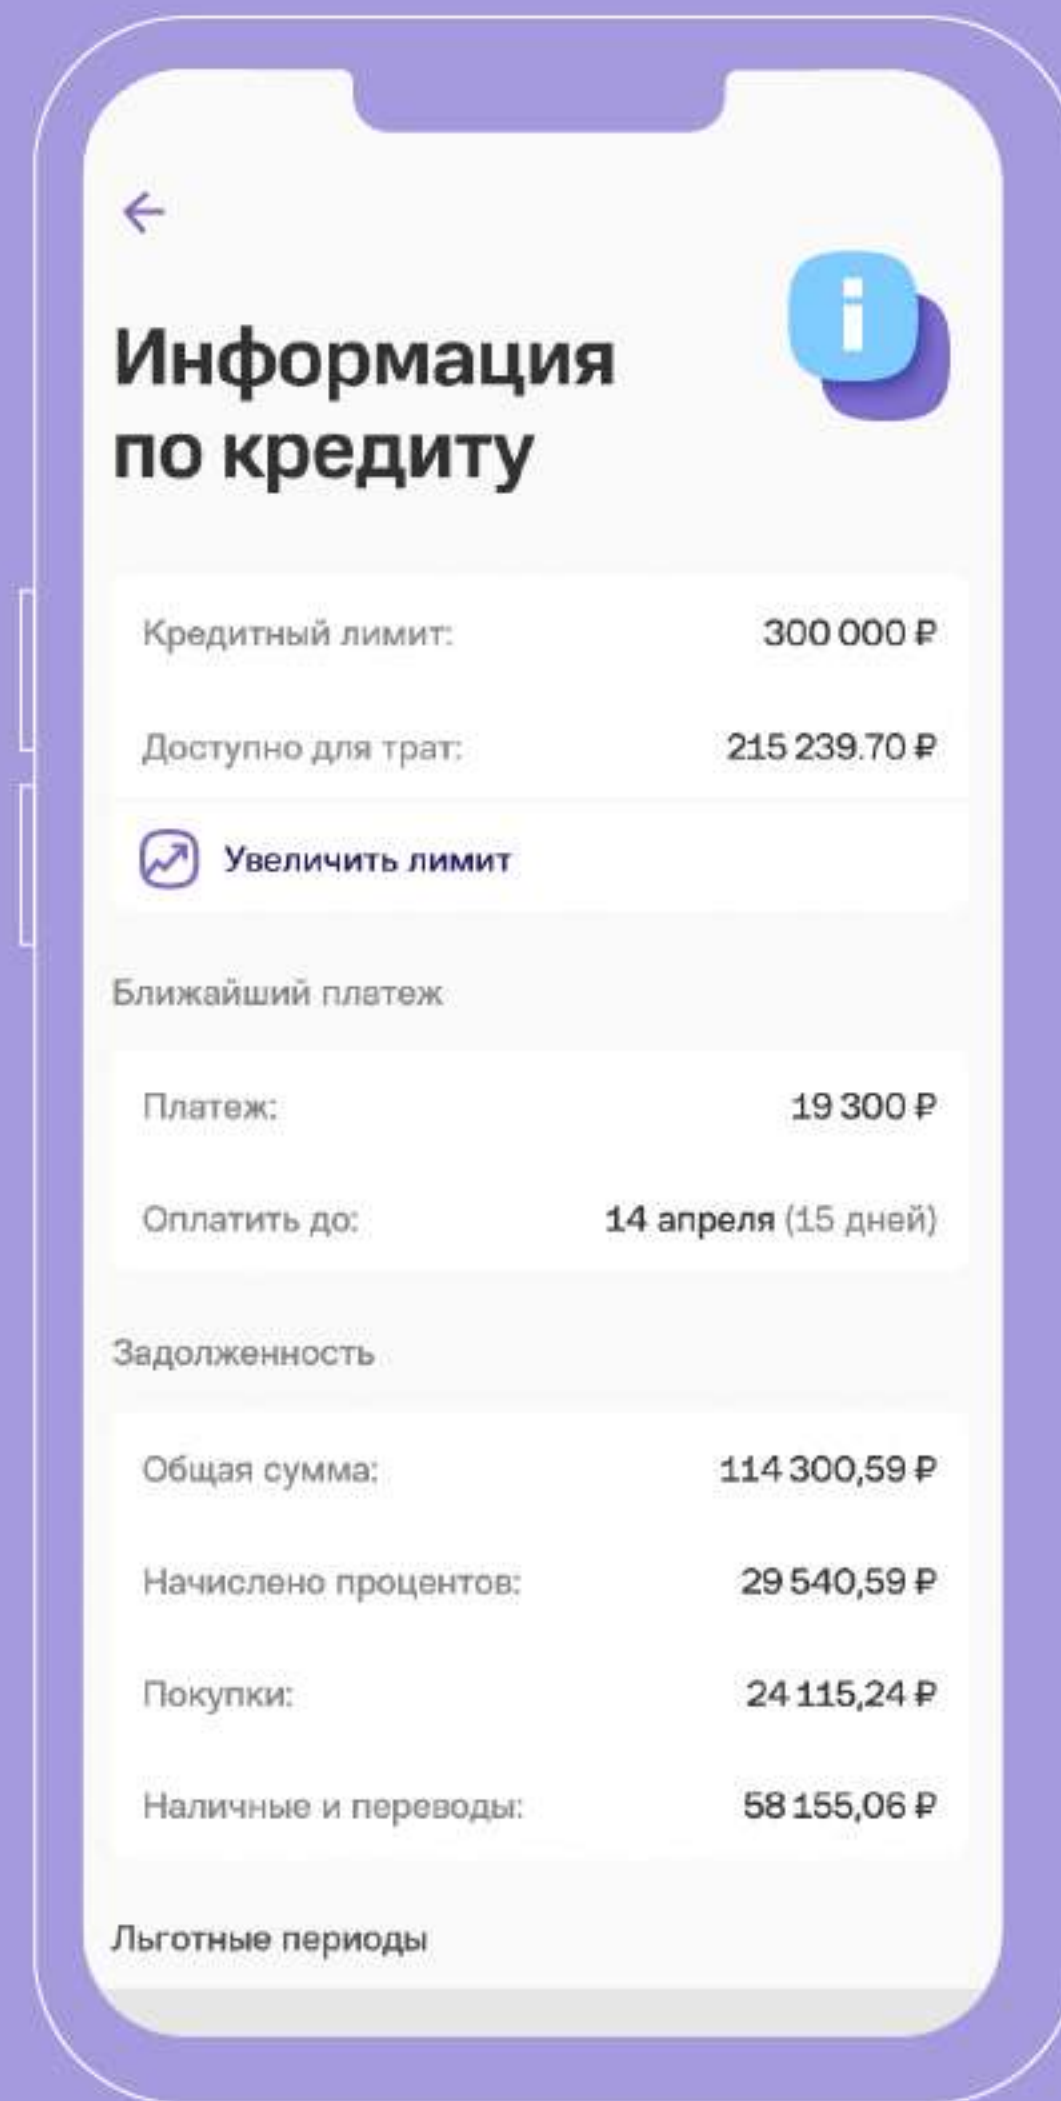 Информация
по кредиту
Кредитный лимит: 300 000 ₽
Доступно для трат: 215 239.70 ₽
Увеличить лимит
Ближайший платеж
Платеж: 19 300 ₽
Оплатить до: 14 апреля (15 дней)
Задолженность
Общая сумма: 114 300,59 ₽
Начислено процентов: 29 540,59 ₽
Покупки: 24 115,24 ₽
Наличные и переводы: 58 155,06 ₽
Льготные периоды